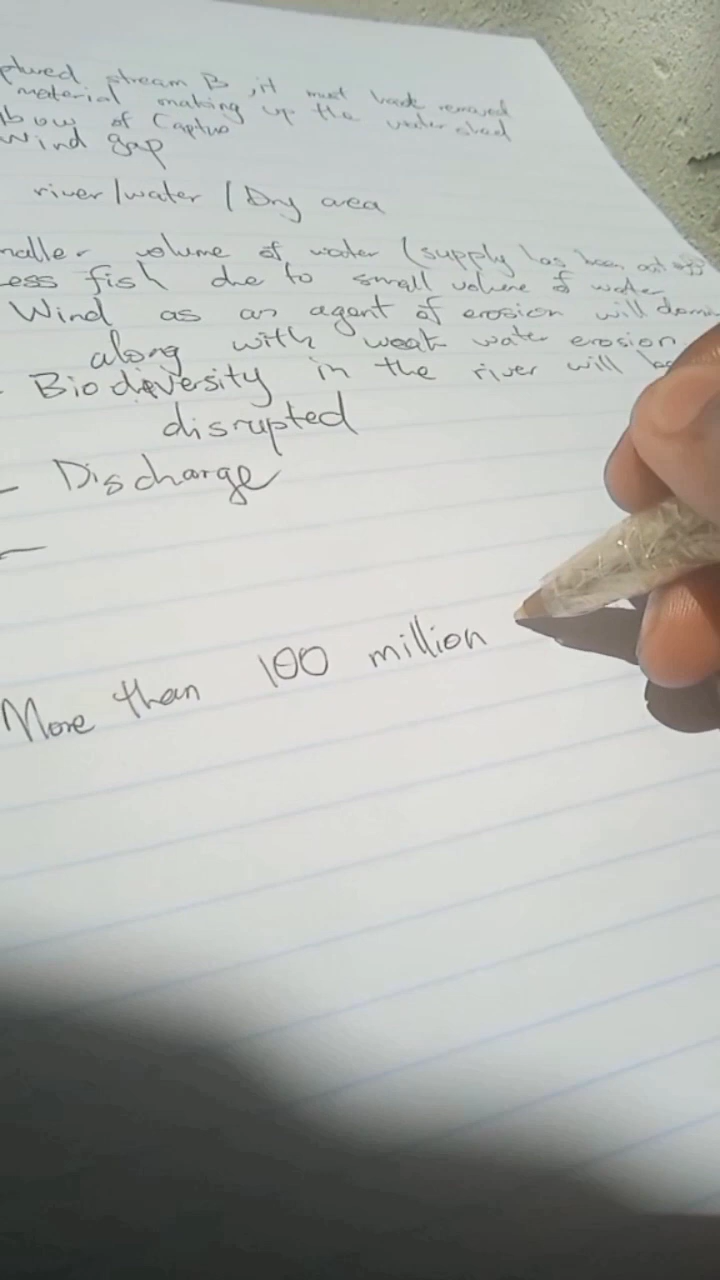 ptured stream B, it must have removed
material making up the watershed
lbow of Captur
Wind gap
river/water / Dry area
maller volume of water (supply has been cut off
ess fish due to small volume of water
Wind as an agent of erosion will domi
along with weak water erosion
- Biodiversity in the river will be
disrupted
- Discharge
-
More than 100 million